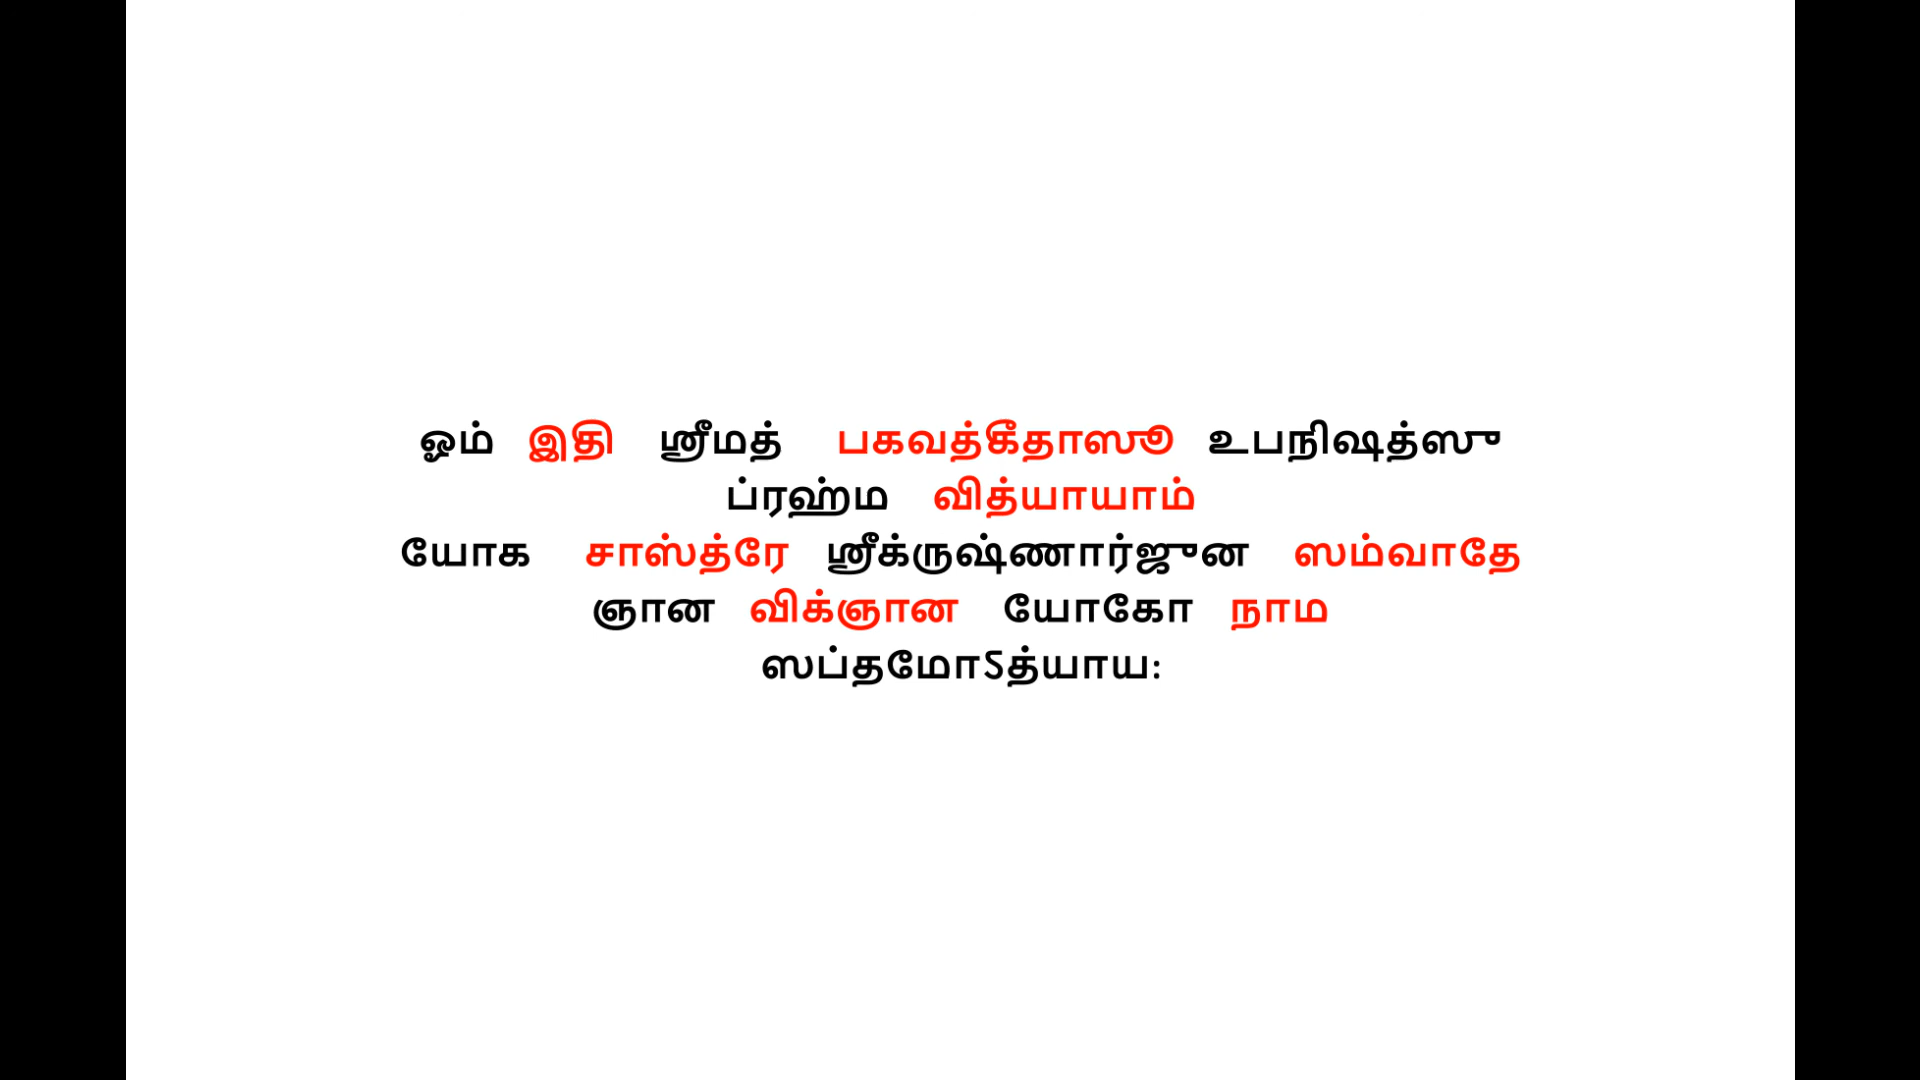 ஓம் இதி ஸ்ரீமத் பகவத்கீதாஸூ உபநிஷத்ஸு
ப்ரஹ்ம வித்யாயாம்
யோக சாஸ்த்ரே ஸ்ரீக்ருஷ்ணார்ஜுன ஸம்வாதே
ஞான விக்ஞான யோகோ நாம
ஸப்தமோऽத்யாய: